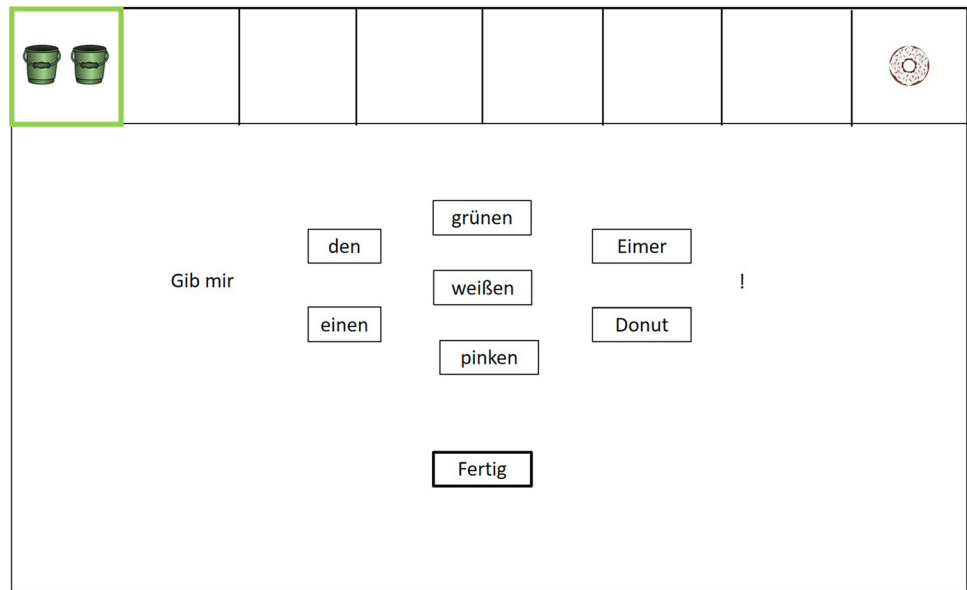 grünen
den
Eimer
Gib mir
weißen
!
einen
Donut
pinken
Fertig